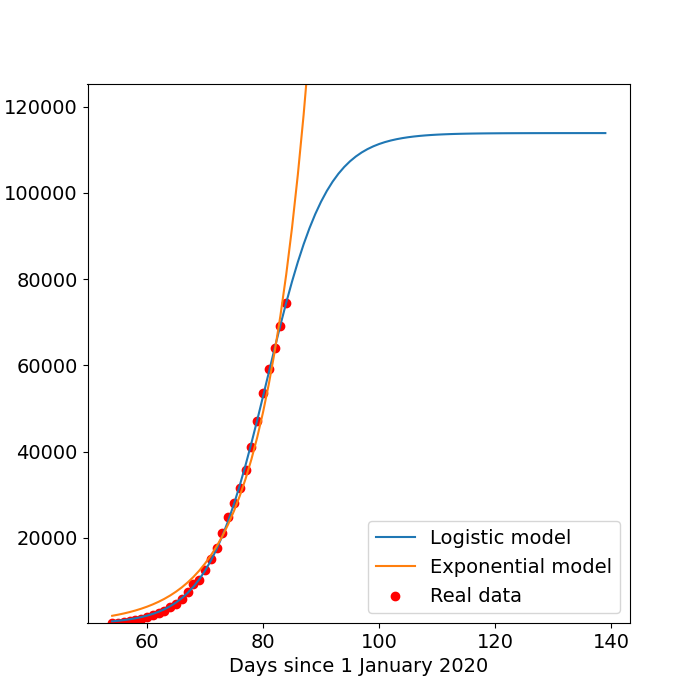 120000
100000
80000
60000
40000
20000
Logistic model
Exponential model
Real data
60 80 100 120 140
Days since 1 January 2020